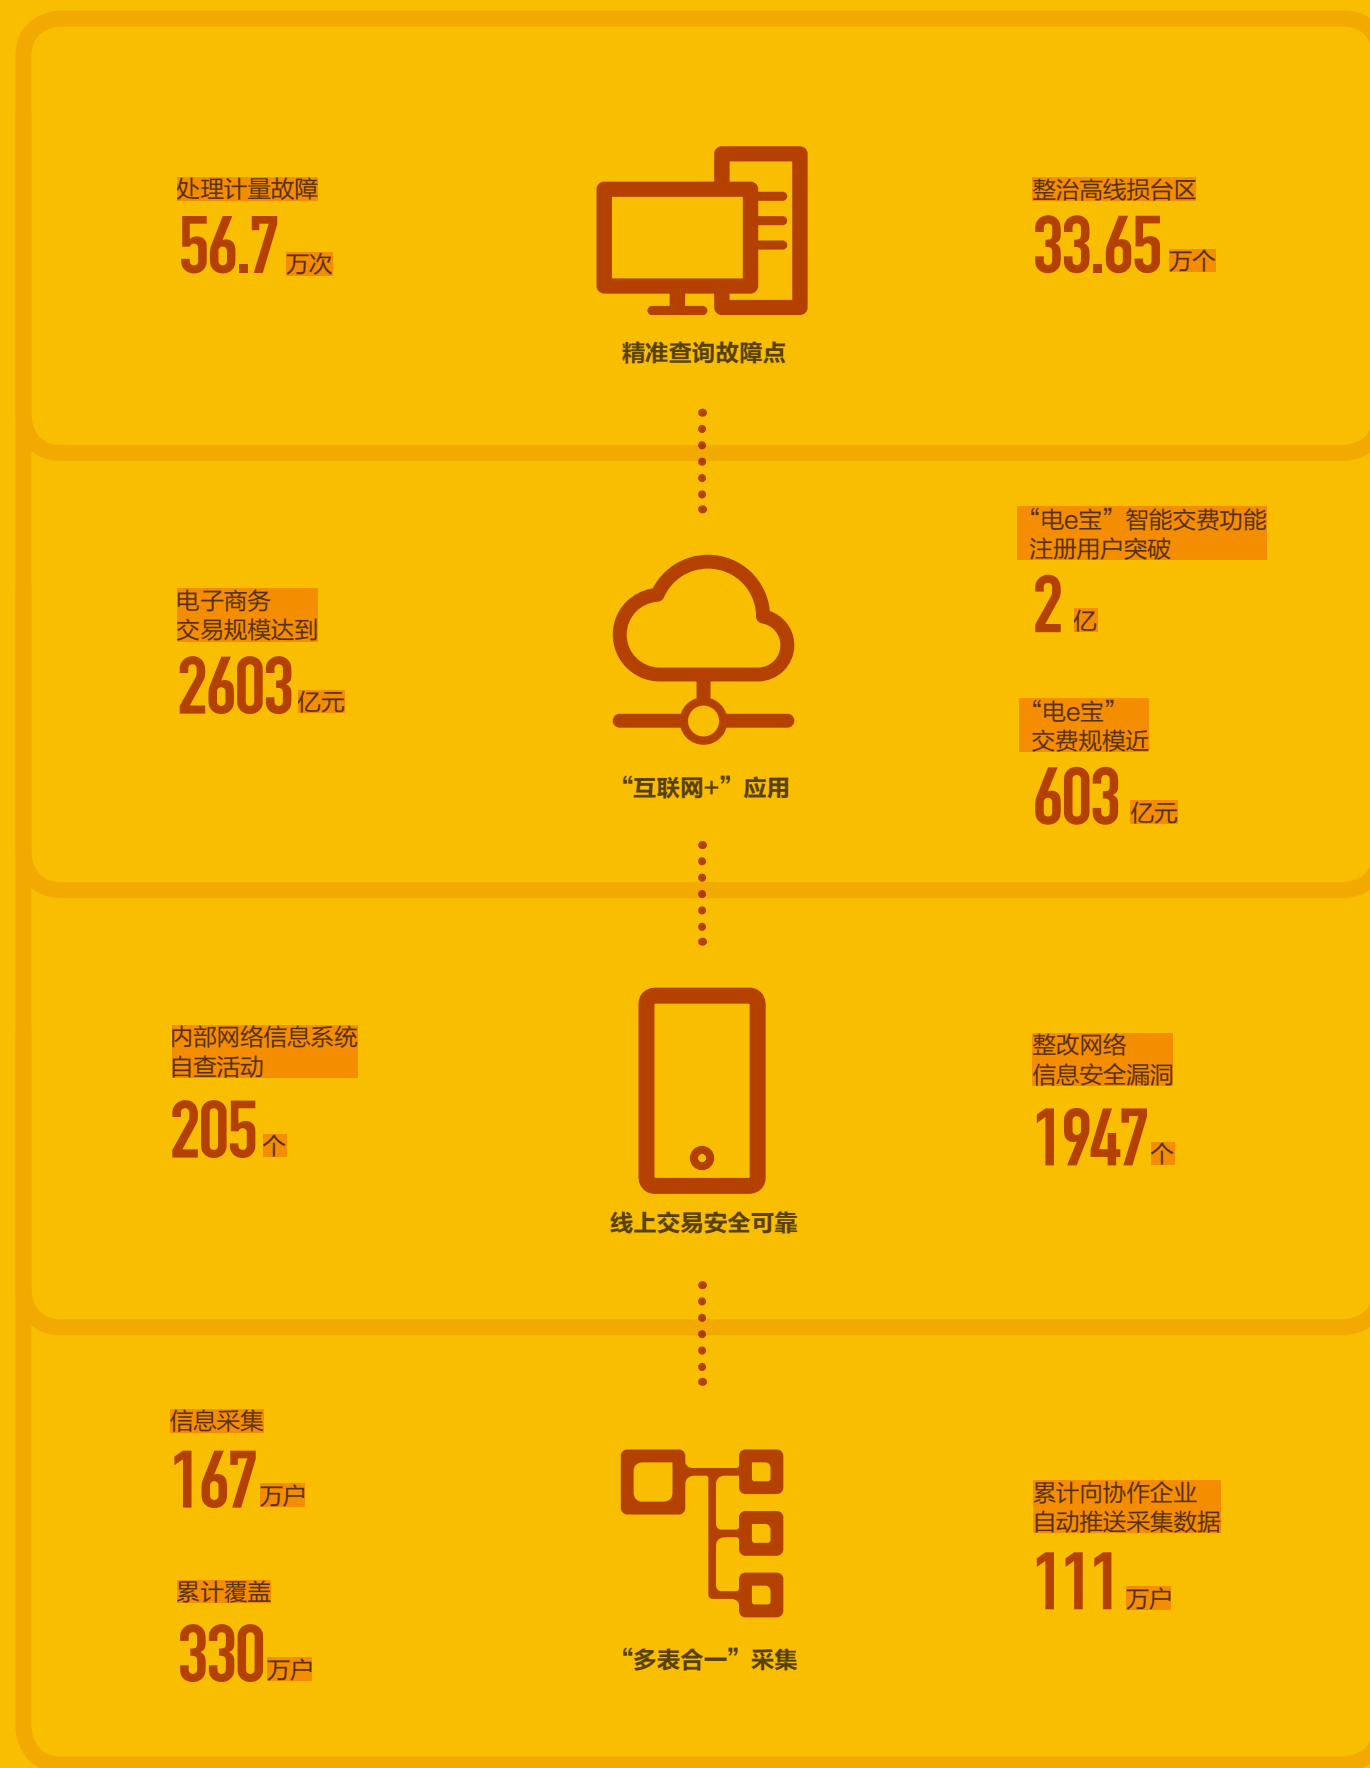 处理计量故障
56.7 万次
整治高线损台区
33.65 万个
精准查询故障点
电子商务
交易规模达到
2603 亿元
“电e宝”智能交费功能
注册用户突破
2 亿
“电e宝”
交费规模近
603 亿元
“互联网+”应用
内部网络信息系统
自查活动
205 个
整改网络
信息安全漏洞
1947 个
线上交易安全可靠
信息采集
167 万户
累计覆盖
330 万户
累计向协作企业
自动推送采集数据
111 万户
“多表合一”采集